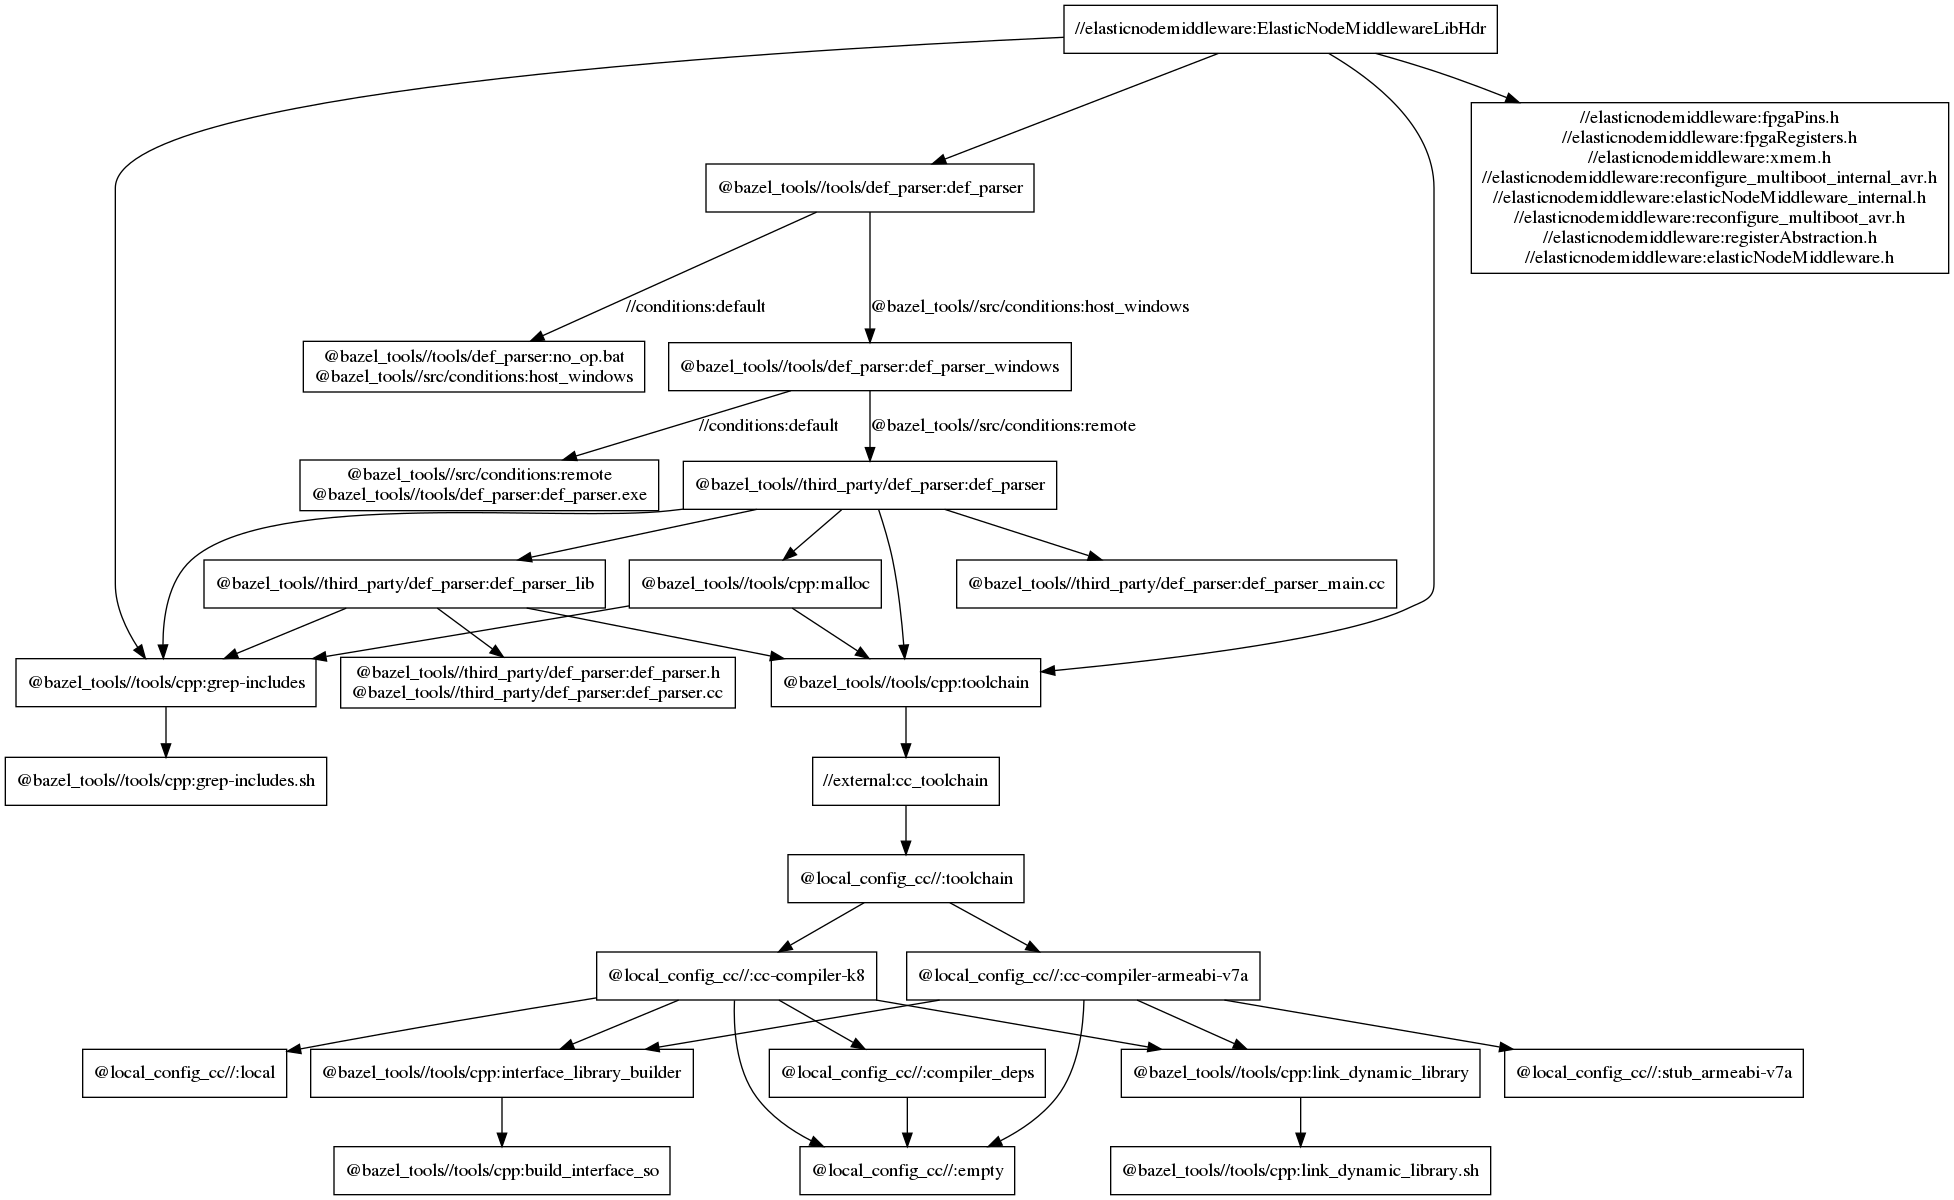 //elasticnodemiddleware:ElasticNodeMiddlewareLibHdr
//elasticnodemiddleware:fpgaPins.h
//elasticnodemiddleware:fpgaRegisters.h
//elasticnodemiddleware:xmem.h
//elasticnodemiddleware:reconfigure_multiboot_internal_avr.h
//elasticnodemiddleware:elasticNodeMiddleware_internal.h
//elasticnodemiddleware:reconfigure_multiboot_avr.h
//elasticnodemiddleware:registerAbstraction.h
//elasticnodemiddleware:elasticNodeMiddleware.h
@bazel_tools//tools/def_parser:def_parser
//conditions:default
@bazel_tools//src/conditions:host_windows
@bazel_tools//tools/def_parser:no_op.bat
@bazel_tools//src/conditions:host_windows
@bazel_tools//tools/def_parser:def_parser_windows
//conditions:default
@bazel_tools//src/conditions:remote
@bazel_tools//src/conditions:remote
@bazel_tools//tools/def_parser:def_parser.exe
@bazel_tools//third_party/def_parser:def_parser
@bazel_tools//third_party/def_parser:def_parser_lib
@bazel_tools//tools/cpp:malloc
@bazel_tools//third_party/def_parser:def_parser_main.cc
@bazel_tools//tools/cpp:grep-includes
@bazel_tools//third_party/def_parser:def_parser.h
@bazel_tools//third_party/def_parser:def_parser.cc
@bazel_tools//tools/cpp:toolchain
@bazel_tools//tools/cpp:grep-includes.sh
//external:cc_toolchain
@local_config_cc//:toolchain
@local_config_cc//:cc-compiler-k8
@local_config_cc//:cc-compiler-armeabi-v7a
@local_config_cc//:local
@bazel_tools//tools/cpp:interface_library_builder
@local_config_cc//:compiler_deps
@bazel_tools//tools/cpp:link_dynamic_library
@local_config_cc//:stub_armeabi-v7a
@bazel_tools//tools/cpp:build_interface_so
@local_config_cc//:empty
@bazel_tools//tools/cpp:link_dynamic_library.sh